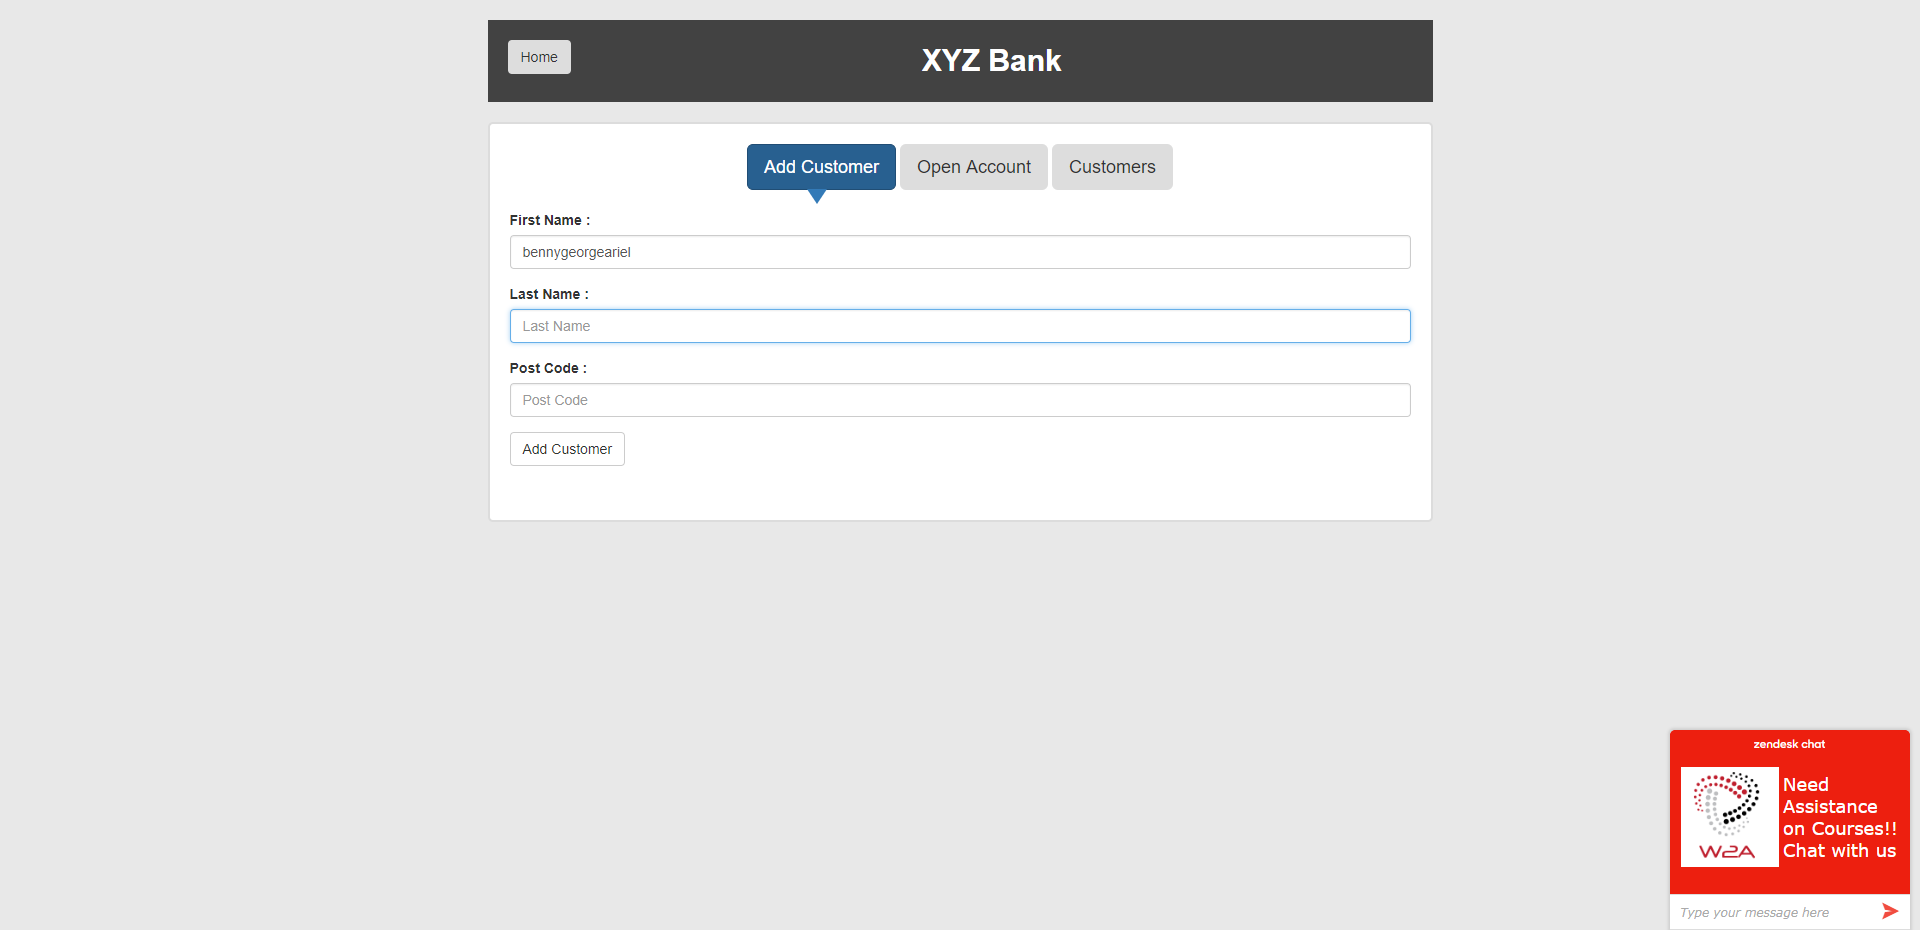 Home
XYZ Bank
Add Customer
Open Account
Customers
First Name :
bennygeorgeariel
Last Name :
Last Name
Post Code :
Post Code
Add Customer
zendesk chat
Need
Assistance
on Courses!!
Chat with us
W2A
Type your message here